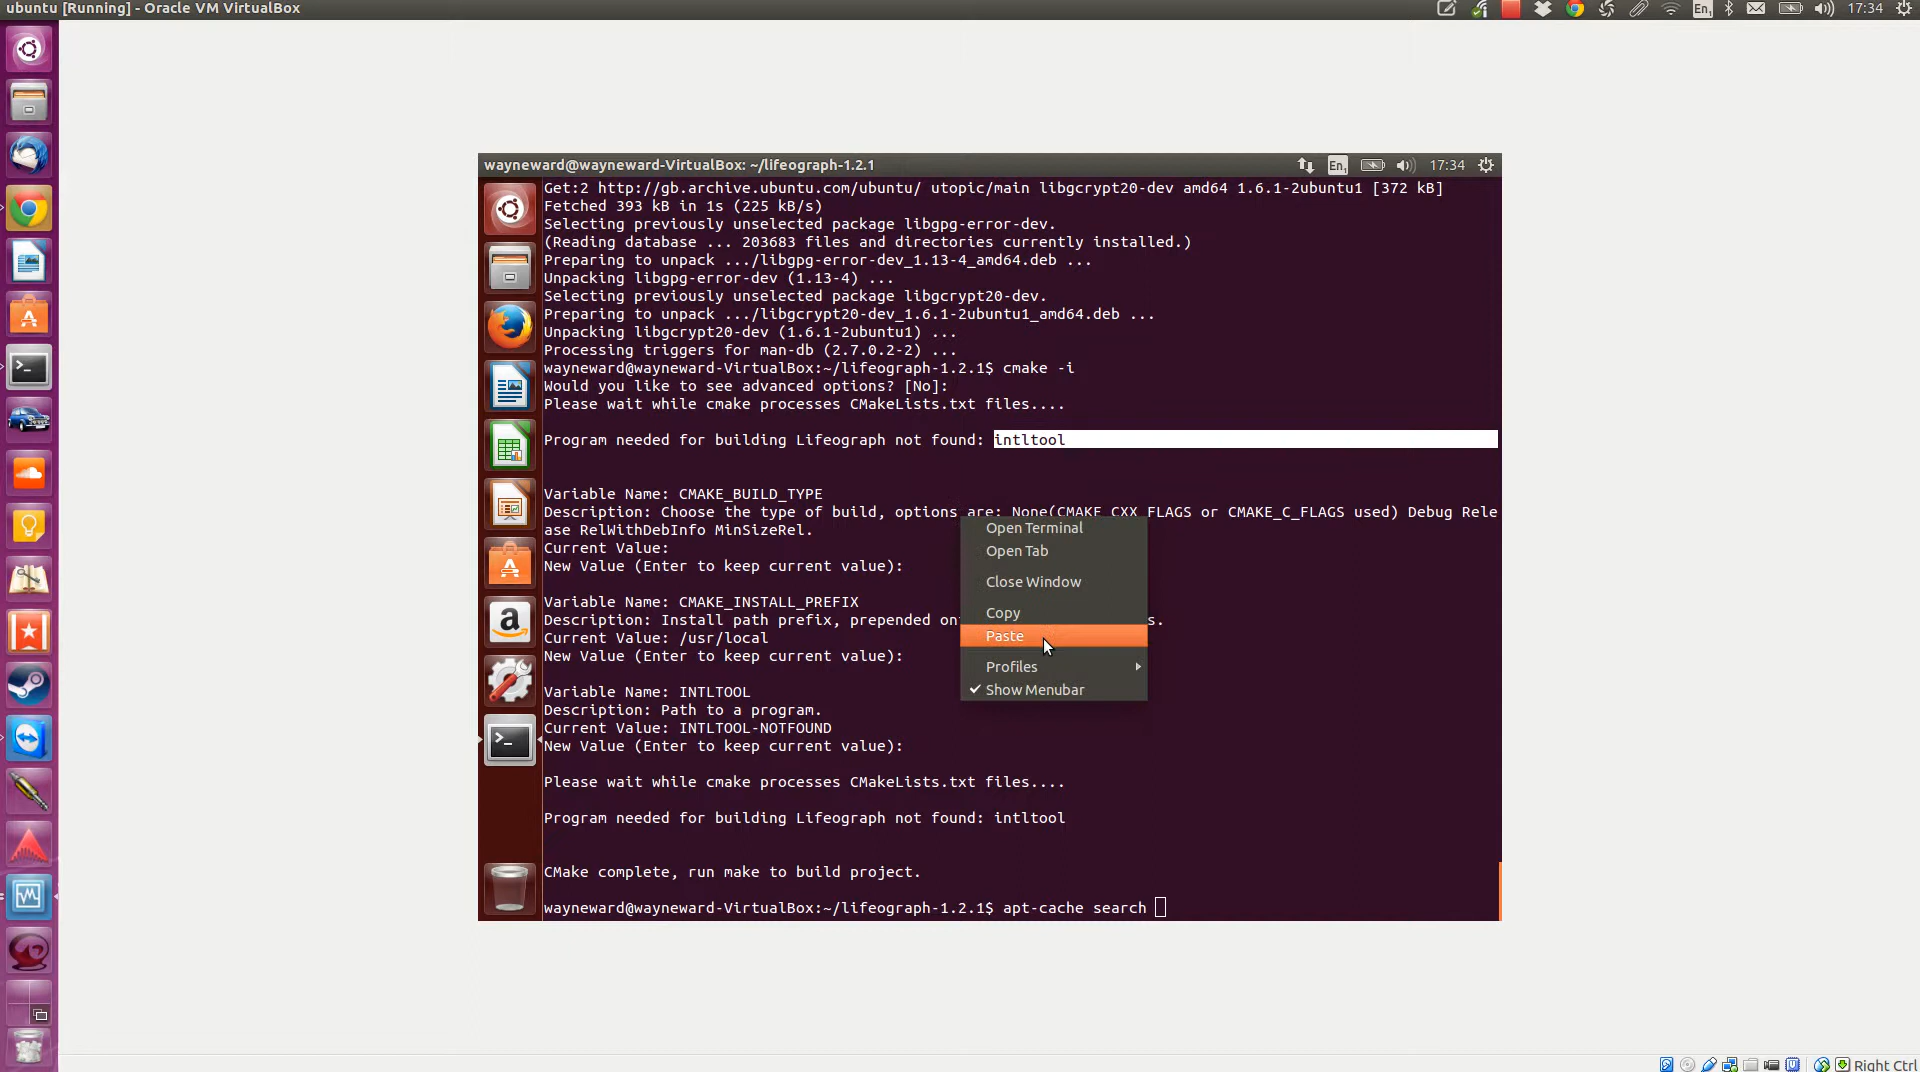 ubuntu [Running] - Oracle VM VirtualBox
En1
17:34
wayneward@wayneward-VirtualBox: ~/lifeograph-1.2.1
En1
17:34
Get:2 http://gb.archive.ubuntu.com/ubuntu/ utopic/main libgcrypt20-dev amd64 1.6.1-2ubuntu1 [372 kB]
Fetched 393 kB in 1s (225 kB/s)
Selecting previously unselected package libgpg-error-dev.
(Reading database ... 203683 files and directories currently installed.)
Preparing to unpack .../libgpg-error-dev_1.13-4_amd64.deb ...
Unpacking libgpg-error-dev (1.13-4) ...
Selecting previously unselected package libgcrypt20-dev.
Preparing to unpack .../libgcrypt20-dev_1.6.1-2ubuntu1_amd64.deb ...
Unpacking libgcrypt20-dev (1.6.1-2ubuntu1) ...
Processing triggers for man-db (2.7.0.2-2) ...
wayneward@wayneward-VirtualBox:~/lifeograph-1.2.1$ cmake -i
Would you like to see advanced options? [No]:
Please wait while cmake processes CMakeLists.txt files....
Program needed for building Lifeograph not found: intltool
Variable Name: CMAKE_BUILD_TYPE
Description: Choose the type of build, options are: None(CMAKE_CXX_FLAGS or CMAKE_C_FLAGS used) Debug Rele
ase RelWithDebInfo MinSizeRel.
Current Value:
New Value (Enter to keep current value):
Variable Name: CMAKE_INSTALL_PREFIX
Description: Install path prefix, prepended on s.
Current Value: /usr/local
New Value (Enter to keep current value):
Variable Name: INTLTOOL
Description: Path to a program.
Current Value: INTLTOOL-NOTFOUND
New Value (Enter to keep current value):
Please wait while cmake processes CMakeLists.txt files....
Program needed for building Lifeograph not found: intltool
CMake complete, run make to build project.
wayneward@wayneward-VirtualBox:~/lifeograph-1.2.1$ apt-cache search
Open Terminal
Open Tab
Close Window
Copy
Paste
Profiles
Show Menubar
Right Ctrl